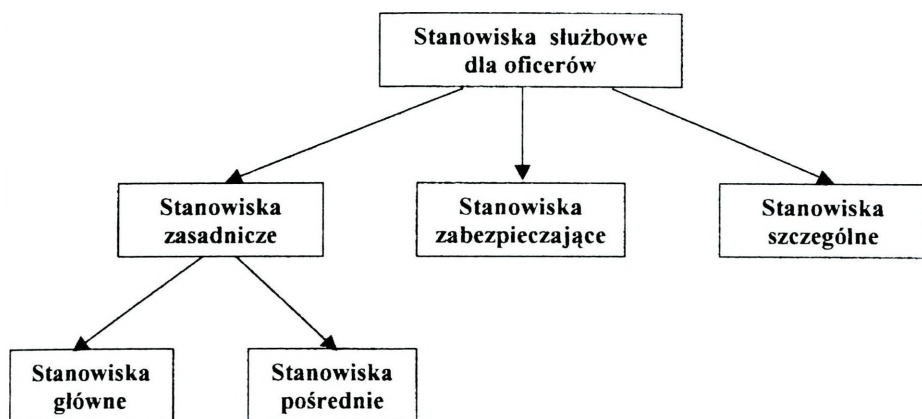 Stanowiska służbowe
dla oficerów
Stanowiska
zasadnicze
Stanowiska
zabezpieczające
Stanowiska
szczególne
Stanowiska
główne
Stanowiska
pośrednie